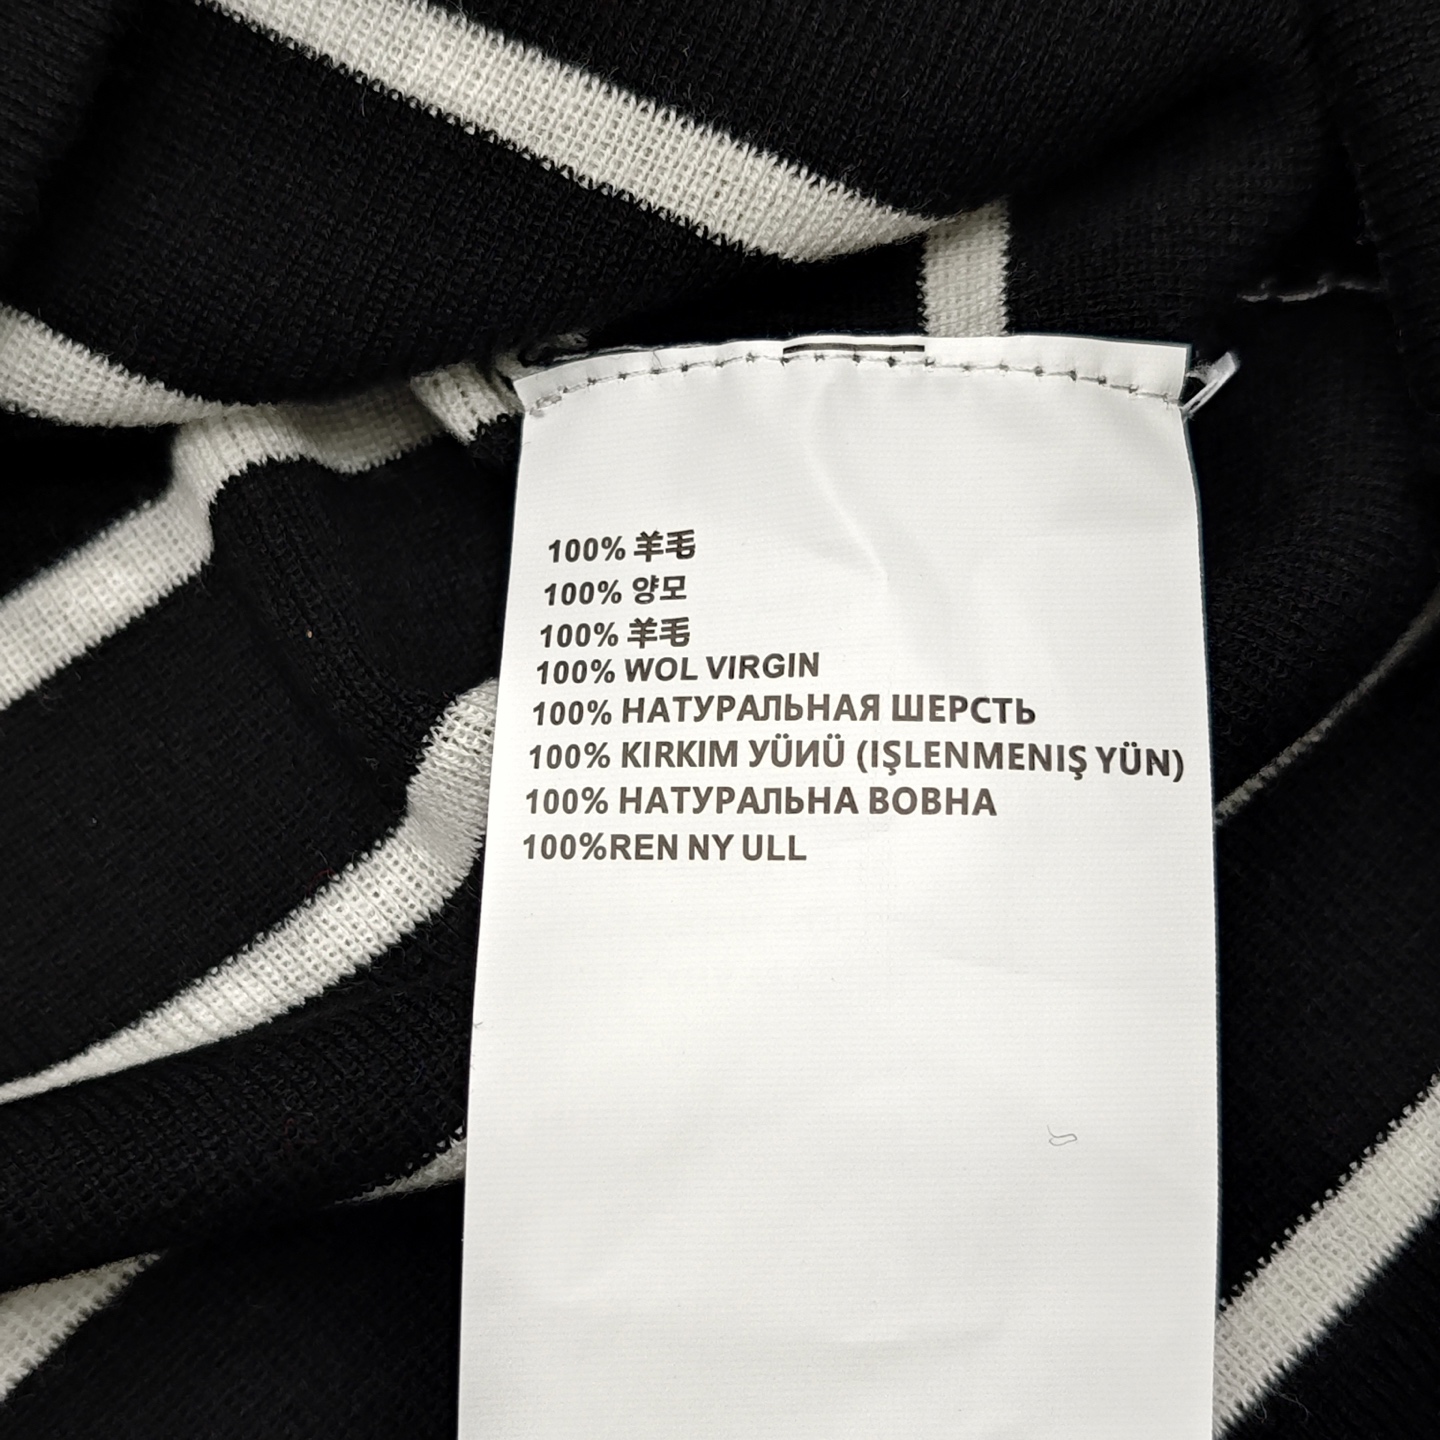 100% 羊毛
100% 양모
100% 羊毛
100% WOL VIRGIN
100% НАТУРАЛЬНАЯ ШЕРСТЬ
100% KIRKIM УÜИÜ (IŞLENMENIŞ YÜN)
100% НАТУРАЛЬНА ВОВНА
100%REN NY ULL